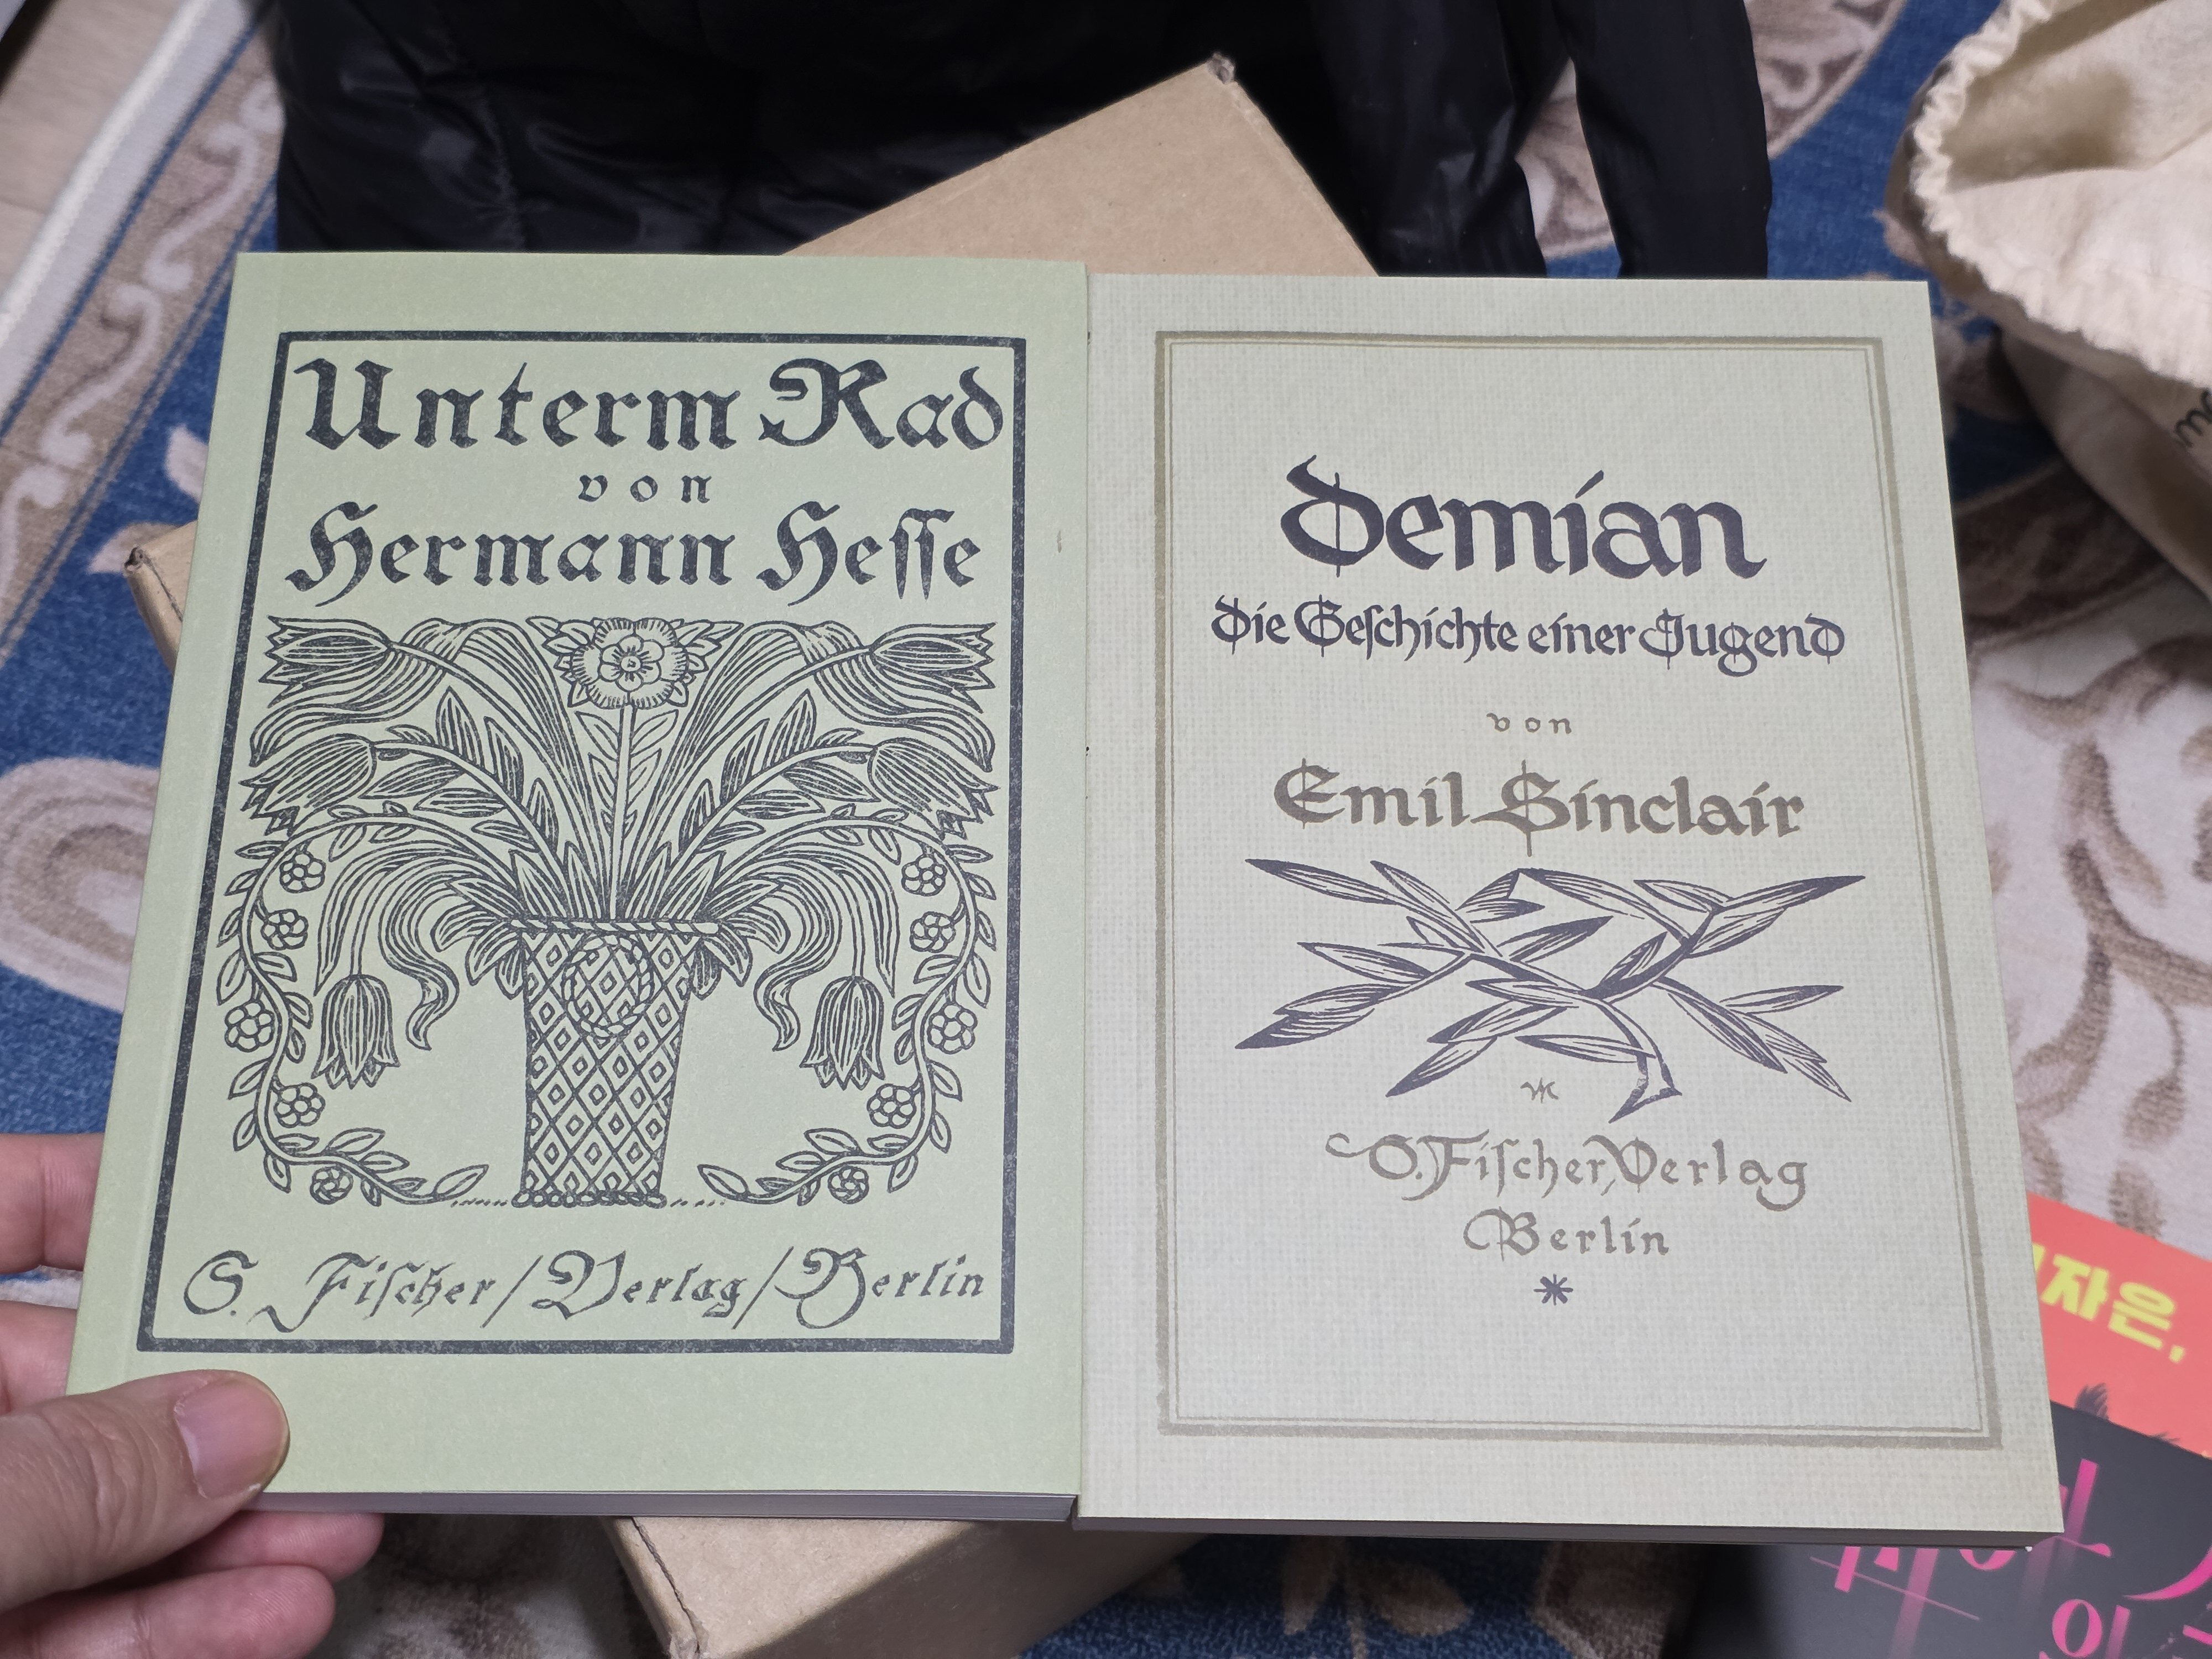 Unterm Rad
von
Hermann Hesse
S. Fischer / Verlag / Berlin
Demian
Die Geschichte einer Jugend
von
Emil Sinclair
S. Fischer, Verlag
Berlin
*
자은,